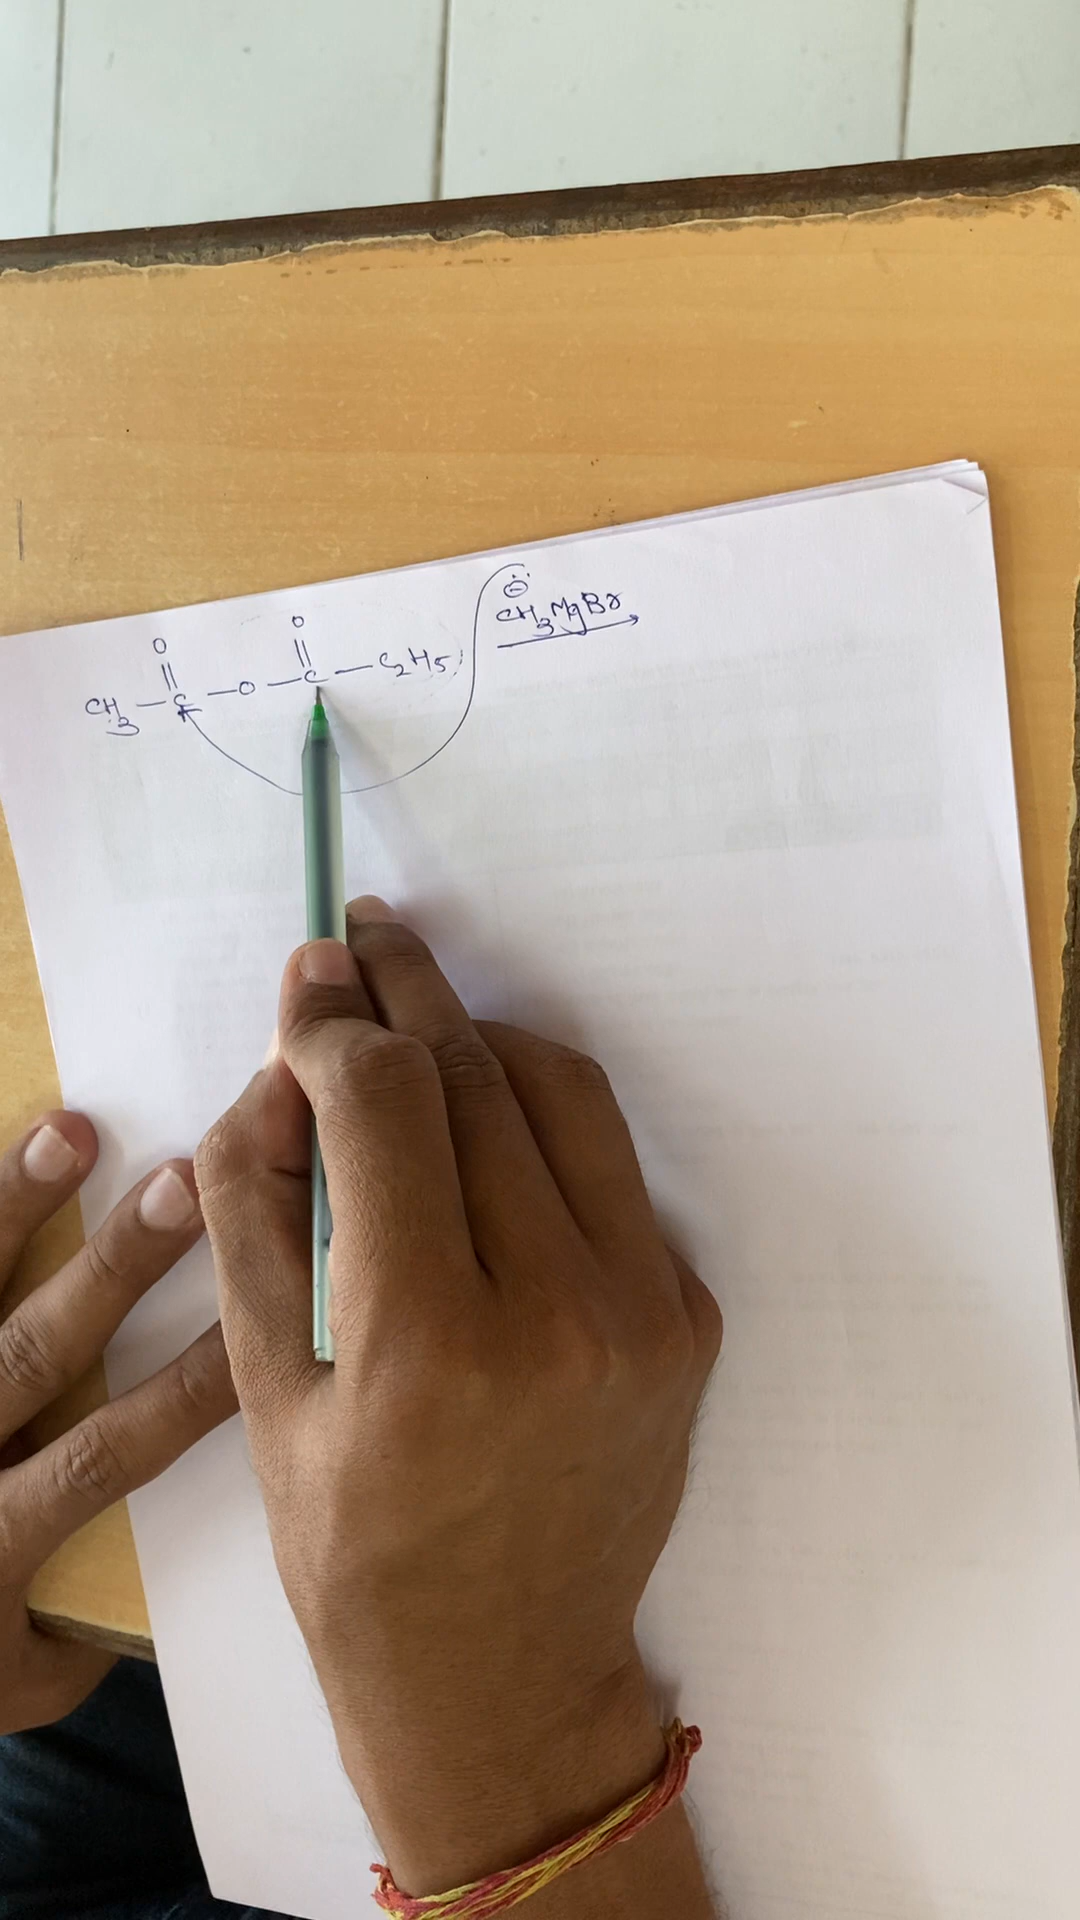 O O ⊖
|| || CH₃MgBr
CH₃ — C — O — C — C₂H₅ →